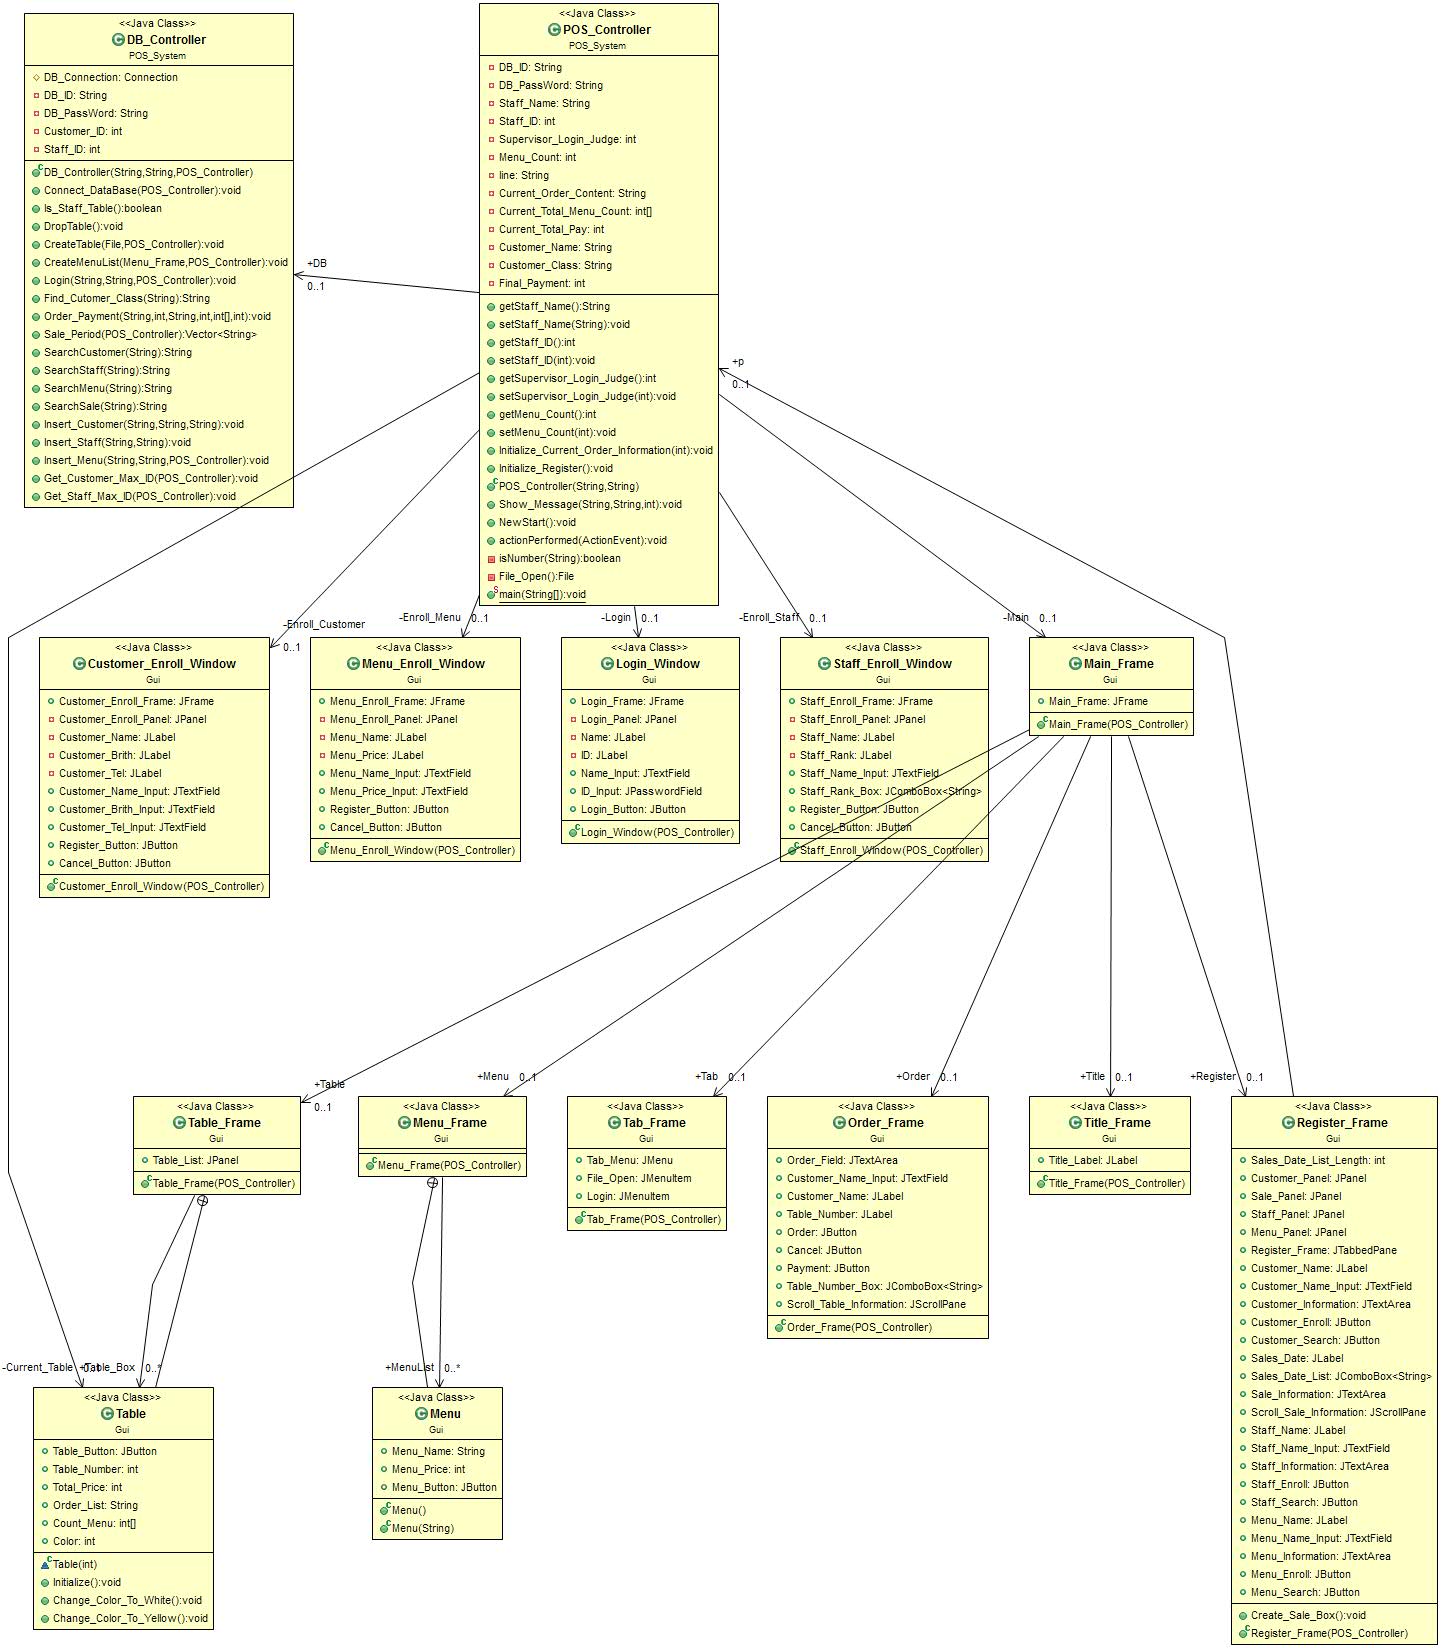 <<Java Class>>
DB_Controller
POS_System
DB_Connection: Connection
DB_ID: String
DB_PassWord: String
Customer_ID: int
Staff_ID: int
DB_Controller(String,String,POS_Controller)
Connect_DataBase(POS_Controller):void
Is_Staff_Table():boolean
DropTable():void
CreateTable(File,POS_Controller):void
CreateMenuList(Menu_Frame,POS_Controller):void
Login(String,String,POS_Controller):void
Find_Cutomer_Class(String):String
Order_Payment(String,int,String,int,int[],int):void
Sale_Period(POS_Controller):Vector<String>
SearchCustomer(String):String
SearchStaff(String):String
SearchMenu(String):String
SearchSale(String):String
Insert_Customer(String,String,String):void
Insert_Staff(String,String):void
Insert_Menu(String,String,POS_Controller):void
Get_Customer_Max_ID(POS_Controller):void
Get_Staff_Max_ID(POS_Controller):void
<<Java Class>>
POS_Controller
POS_System
DB_ID: String
DB_PassWord: String
Staff_Name: String
Staff_ID: int
Supervisor_Login_Judge: int
Menu_Count: int
line: String
Current_Order_Content: String
Current_Total_Menu_Count: int[]
Current_Total_Pay: int
Customer_Name: String
Customer_Class: String
Final_Payment: int
getStaff_Name():String
setStaff_Name(String):void
getStaff_ID():int
setStaff_ID(int):void
getSupervisor_Login_Judge():int
setSupervisor_Login_Judge(int):void
getMenu_Count():int
setMenu_Count(int):void
Initialize_Current_Order_Information(int):void
Initialize_Register():void
POS_Controller(String,String)
Show_Message(String,String,int):void
NewStart():void
actionPerformed(ActionEvent):void
isNumber(String):boolean
File_Open():File
main(String[]):void
+DB
0..1
+p
0..1
-Enroll_Customer
0..1
-Enroll_Menu
0..1
-Login
0..1
-Enroll_Staff
0..1
-Main
0..1
<<Java Class>>
Customer_Enroll_Window
Gui
Customer_Enroll_Frame: JFrame
Customer_Enroll_Panel: JPanel
Customer_Name: JLabel
Customer_Brith: JLabel
Customer_Tel: JLabel
Customer_Name_Input: JTextField
Customer_Brith_Input: JTextField
Customer_Tel_Input: JTextField
Register_Button: JButton
Cancel_Button: JButton
Customer_Enroll_Window(POS_Controller)
<<Java Class>>
Menu_Enroll_Window
Gui
Menu_Enroll_Frame: JFrame
Menu_Enroll_Panel: JPanel
Menu_Name: JLabel
Menu_Price: JLabel
Menu_Name_Input: JTextField
Menu_Price_Input: JTextField
Register_Button: JButton
Cancel_Button: JButton
Menu_Enroll_Window(POS_Controller)
<<Java Class>>
Login_Window
Gui
Login_Frame: JFrame
Login_Panel: JPanel
Name: JLabel
ID: JLabel
Name_Input: JTextField
ID_Input: JPasswordField
Login_Button: JButton
Login_Window(POS_Controller)
<<Java Class>>
Staff_Enroll_Window
Gui
Staff_Enroll_Frame: JFrame
Staff_Enroll_Panel: JPanel
Staff_Name: JLabel
Staff_Rank: JLabel
Staff_Name_Input: JTextField
Staff_Rank_Box: JComboBox<String>
Register_Button: JButton
Cancel_Button: JButton
Staff_Enroll_Window(POS_Controller)
<<Java Class>>
Main_Frame
Gui
Main_Frame: JFrame
Main_Frame(POS_Controller)
+Table
0..1
+Menu
0..1
+Tab
0..1
+Order
0..1
+Title
0..1
+Register
0..1
<<Java Class>>
Table_Frame
Gui
Table_List: JPanel
Table_Frame(POS_Controller)
<<Java Class>>
Menu_Frame
Gui
Menu_Frame(POS_Controller)
<<Java Class>>
Tab_Frame
Gui
Tab_Menu: JMenu
File_Open: JMenuItem
Login: JMenuItem
Tab_Frame(POS_Controller)
<<Java Class>>
Order_Frame
Gui
Order_Field: JTextArea
Customer_Name_Input: JTextField
Customer_Name: JLabel
Table_Number: JLabel
Order: JButton
Cancel: JButton
Payment: JButton
Table_Number_Box: JComboBox<String>
Scroll_Table_Information: JScrollPane
Order_Frame(POS_Controller)
<<Java Class>>
Title_Frame
Gui
Title_Label: JLabel
Title_Frame(POS_Controller)
<<Java Class>>
Register_Frame
Gui
Sales_Date_List_Length: int
Customer_Panel: JPanel
Sale_Panel: JPanel
Staff_Panel: JPanel
Menu_Panel: JPanel
Register_Frame: JTabbedPane
Customer_Name: JLabel
Customer_Name_Input: JTextField
Customer_Information: JTextArea
Customer_Enroll: JButton
Customer_Search: JButton
Sales_Date: JLabel
Sales_Date_List: JComboBox<String>
Sale_Information: JTextArea
Scroll_Sale_Information: JScrollPane
Staff_Name: JLabel
Staff_Name_Input: JTextField
Staff_Information: JTextArea
Staff_Enroll: JButton
Staff_Search: JButton
Menu_Name: JLabel
Menu_Name_Input: JTextField
Menu_Information: JTextArea
Menu_Enroll: JButton
Menu_Search: JButton
Create_Sale_Box():void
Register_Frame(POS_Controller)
-Current_Table
0..1
+Table_Box
0..*
+MenuList
0..*
<<Java Class>>
Table
Gui
Table_Button: JButton
Table_Number: int
Total_Price: int
Order_List: String
Count_Menu: int[]
Color: int
Table(int)
Initialize():void
Change_Color_To_White():void
Change_Color_To_Yellow():void
<<Java Class>>
Menu
Gui
Menu_Name: String
Menu_Price: int
Menu_Button: JButton
Menu()
Menu(String)